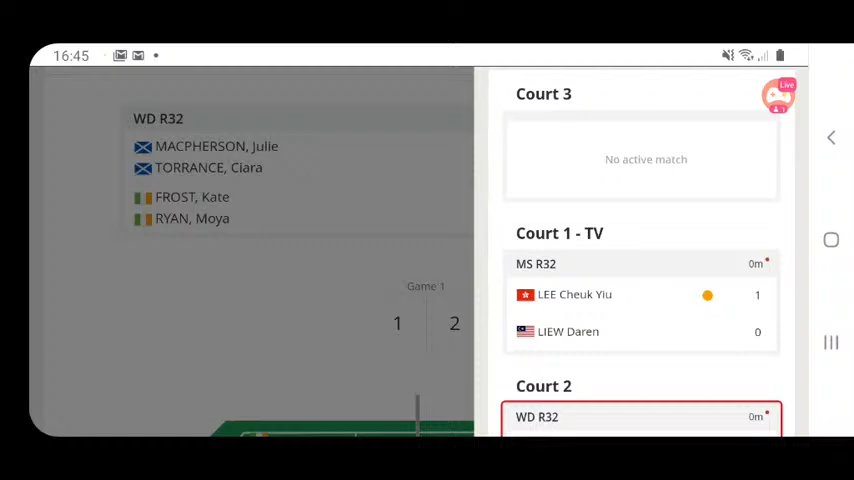 16:45
WD R32
MACPHERSON, Julie
TORRANCE, Ciara
FROST, Kate
RYAN, Moya
Game 1
1 2
Court 3
Live
1
No active match
Court 1 - TV
MS R32 0m
LEE Cheuk Yiu 1
LIEW Daren 0
Court 2
WD R32 0m